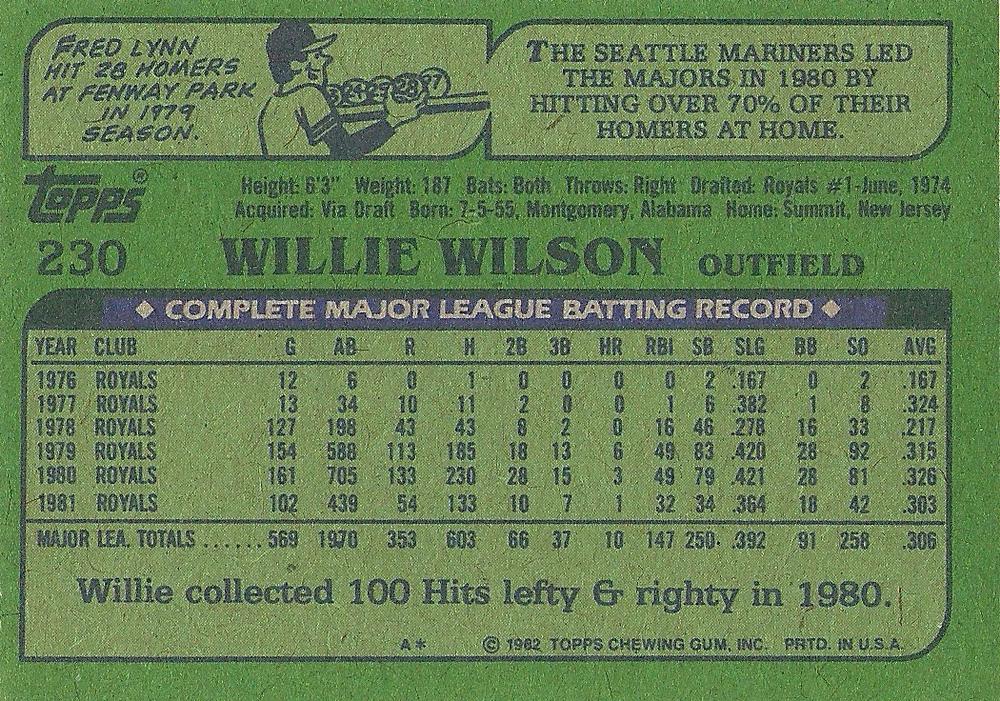 FRED LYNN
HIT 28 HOMERS
AT FENWAY PARK
IN 1979
SEASON.
THE SEATTLE MARINERS LED
THE MAJORS IN 1980 BY
HITTING OVER 70% OF THEIR
HOMERS AT HOME.
topps®
Height: 6'3" Weight: 187 Bats: Both Throws: Right Drafted: Royals #1-June, 1974
Acquired: Via Draft Born: 7-5-55, Montgomery, Alabama Home: Summit, New Jersey
230 WILLIE WILSON OUTFIELD
◆ COMPLETE MAJOR LEAGUE BATTING RECORD ◆
YEAR CLUB G AB R H 2B 3B HR RBI SB SLG BB SO AVG
1976 ROYALS 12 6 0 1 0 0 0 0 2 .167 0 2 .167
1977 ROYALS 13 34 10 11 2 0 0 1 6 .382 1 8 .324
1978 ROYALS 127 198 43 43 8 2 0 16 46 .278 16 33 .217
1979 ROYALS 154 588 113 185 18 13 6 49 83 .420 28 92 .315
1980 ROYALS 161 705 133 230 28 15 3 49 79 .421 28 81 .326
1981 ROYALS 102 439 54 133 10 7 1 32 34 .364 18 42 .303
MAJOR LEA. TOTALS ...... 569 1970 353 603 66 37 10 147 250 .392 91 258 .306
Willie collected 100 Hits lefty & righty in 1980.
A* © 1982 TOPPS CHEWING GUM, INC. PRTD. IN U.S.A.